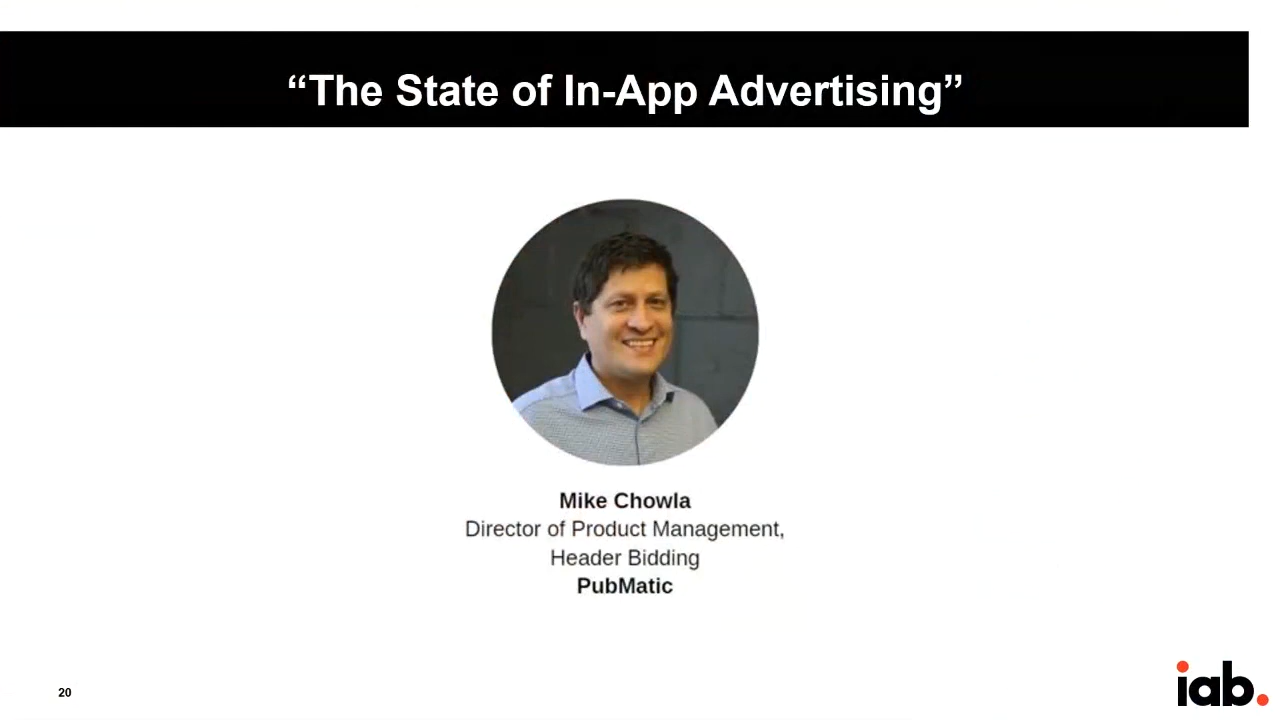 “The State of In-App Advertising”
Mike Chowla
Director of Product Management,
Header Bidding
PubMatic
20
iab.